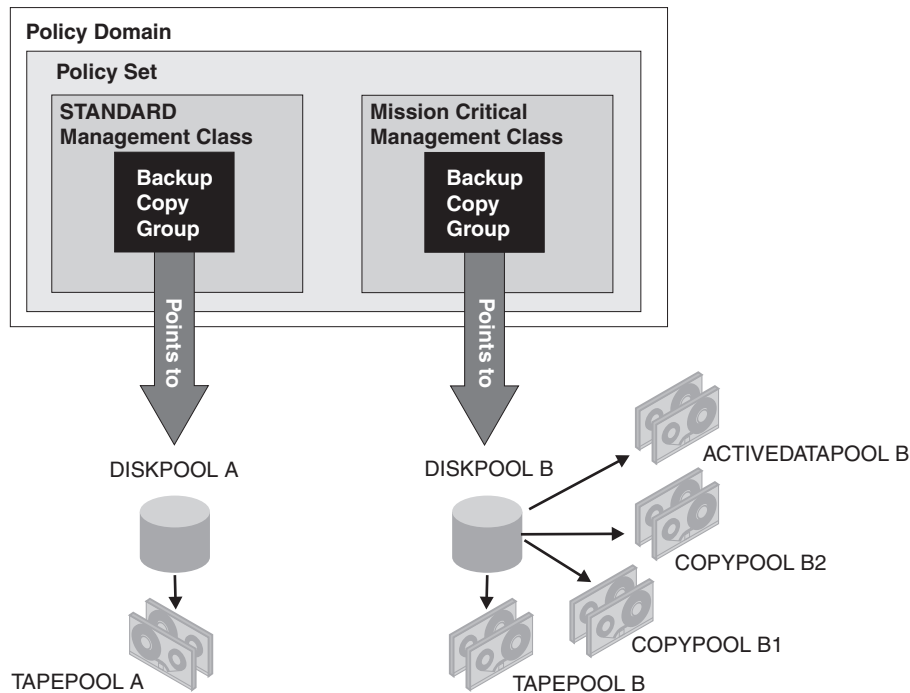 Policy Domain
Policy Set
STANDARD
Management Class
Backup
Copy
Group
Points to
Mission Critical
Management Class
Backup
Copy
Group
Points to
DISKPOOL A
DISKPOOL B
ACTIVEDATAPOOL B
COPYPOOL B2
COPYPOOL B1
TAPEPOOL A
TAPEPOOL B